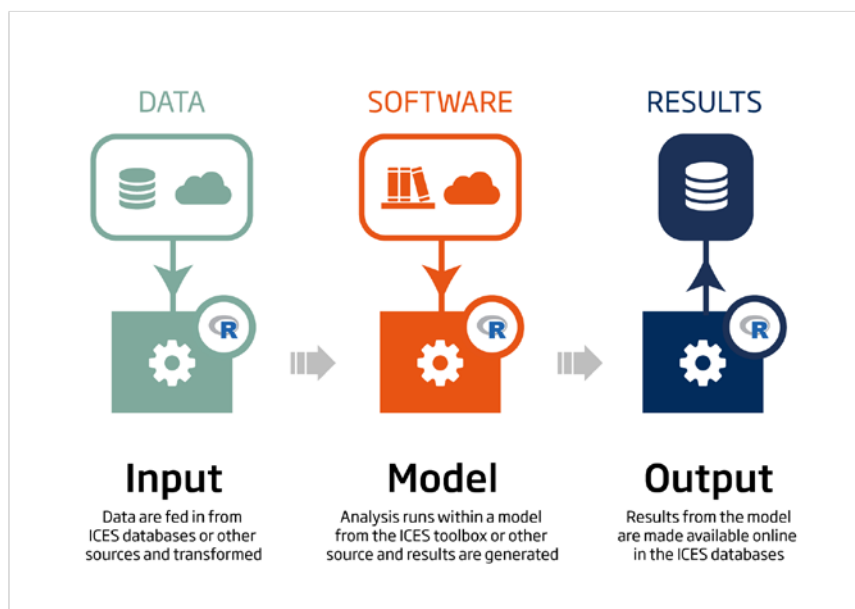 DATA
SOFTWARE
RESULTS
R
R
R
Input
Model
Output
Data are fed in from
ICES databases or other
sources and transformed
Analysis runs within a model
from the ICES toolbox or other
source and results are generated
Results from the model
are made available online
in the ICES databases